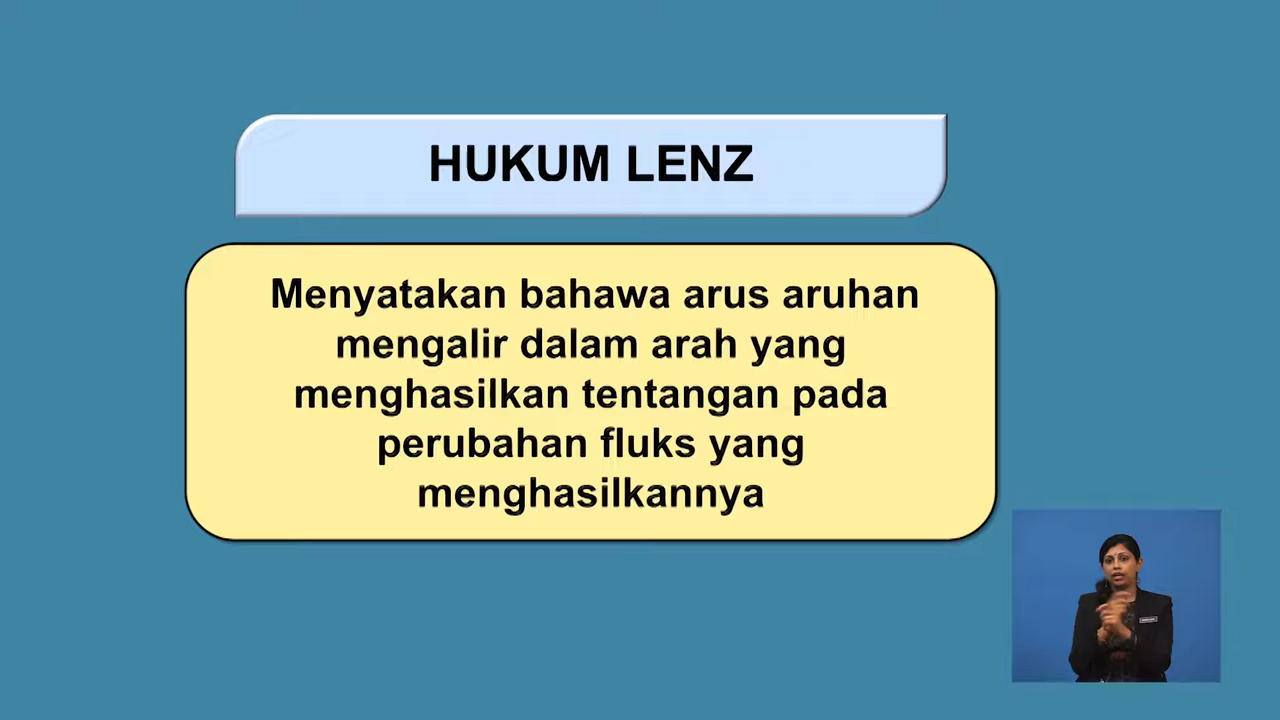 HUKUM LENZ
Menyatakan bahawa arus aruhan
mengalir dalam arah yang
menghasilkan tentangan pada
perubahan fluks yang
menghasilkannya